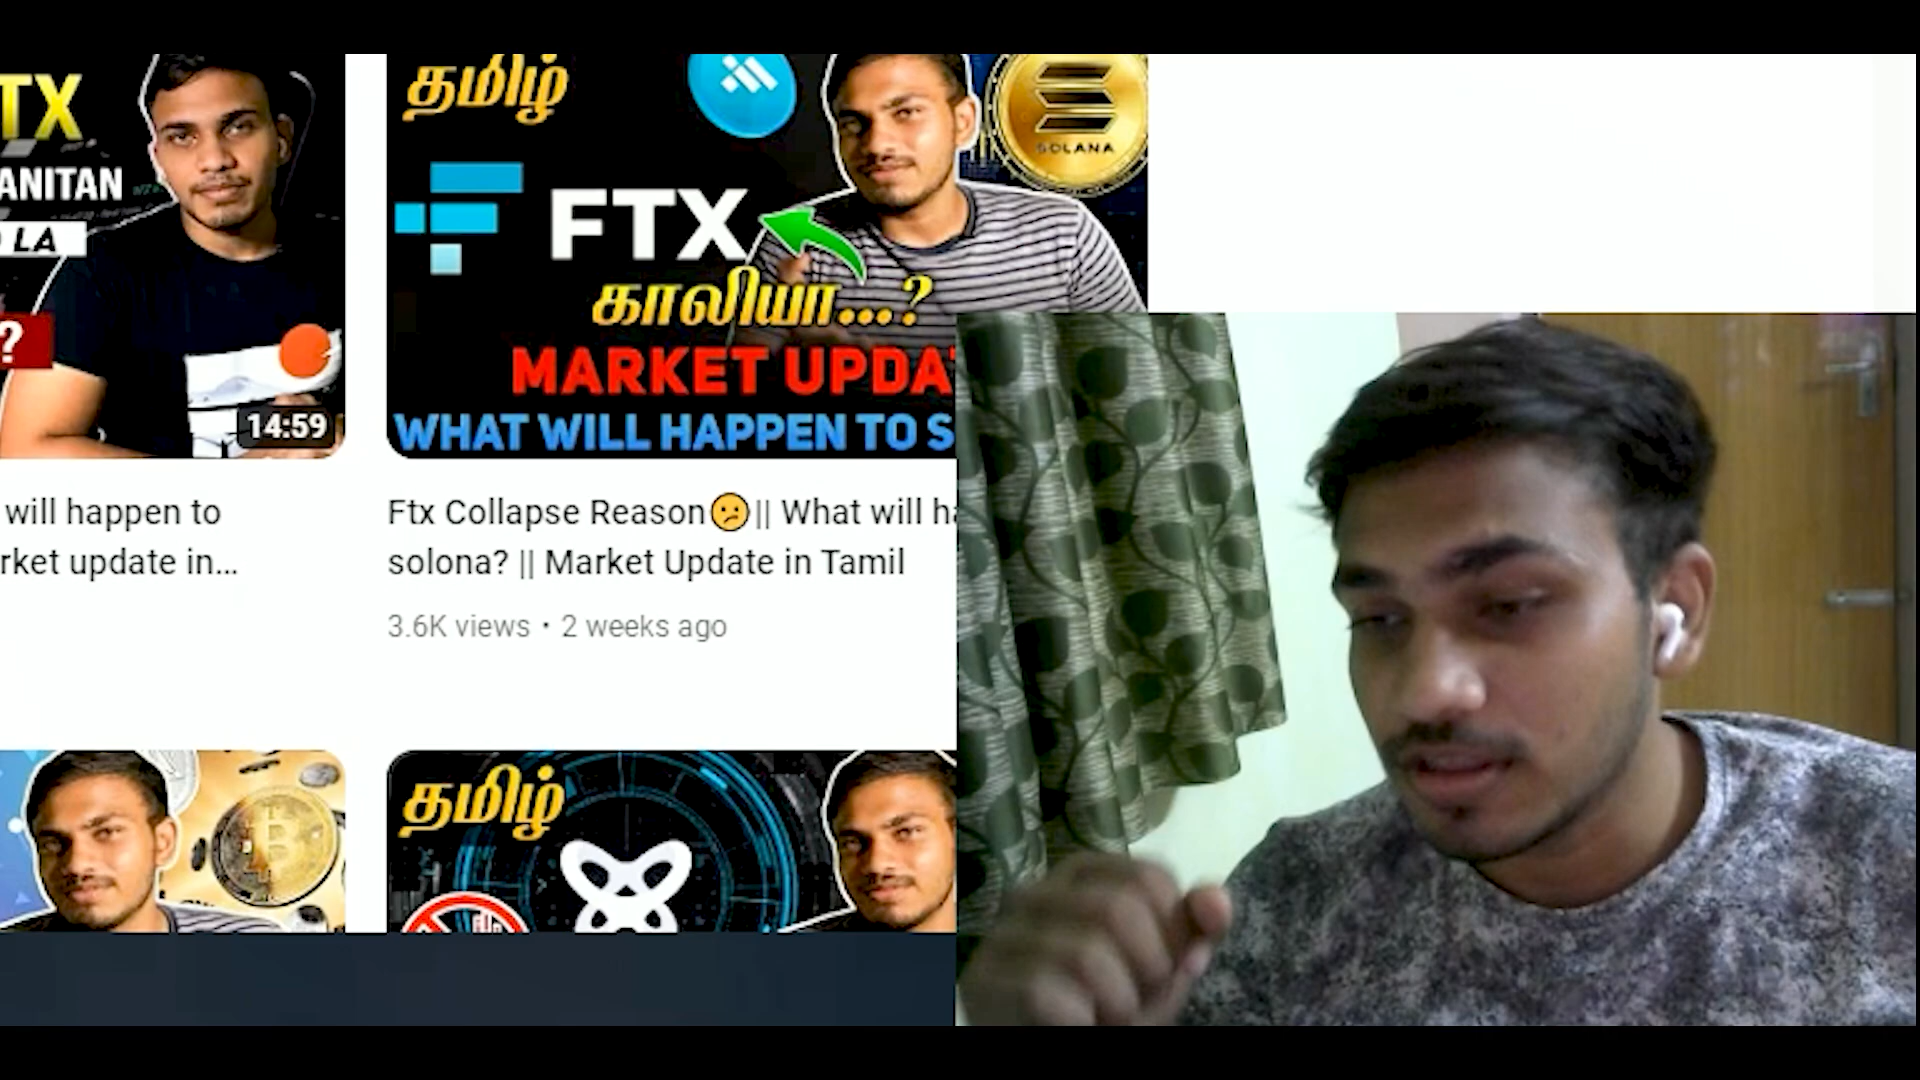 TX
ANITAN
LA
?
14:59
will happen to
rket update in...
தமிழ்
SOLANA
FTX
காலியா...?
MARKET UPDA
WHAT WILL HAPPEN TO S
Ftx Collapse Reason😕|| What will ha
solona? || Market Update in Tamil
3.6K views • 2 weeks ago
தமிழ்